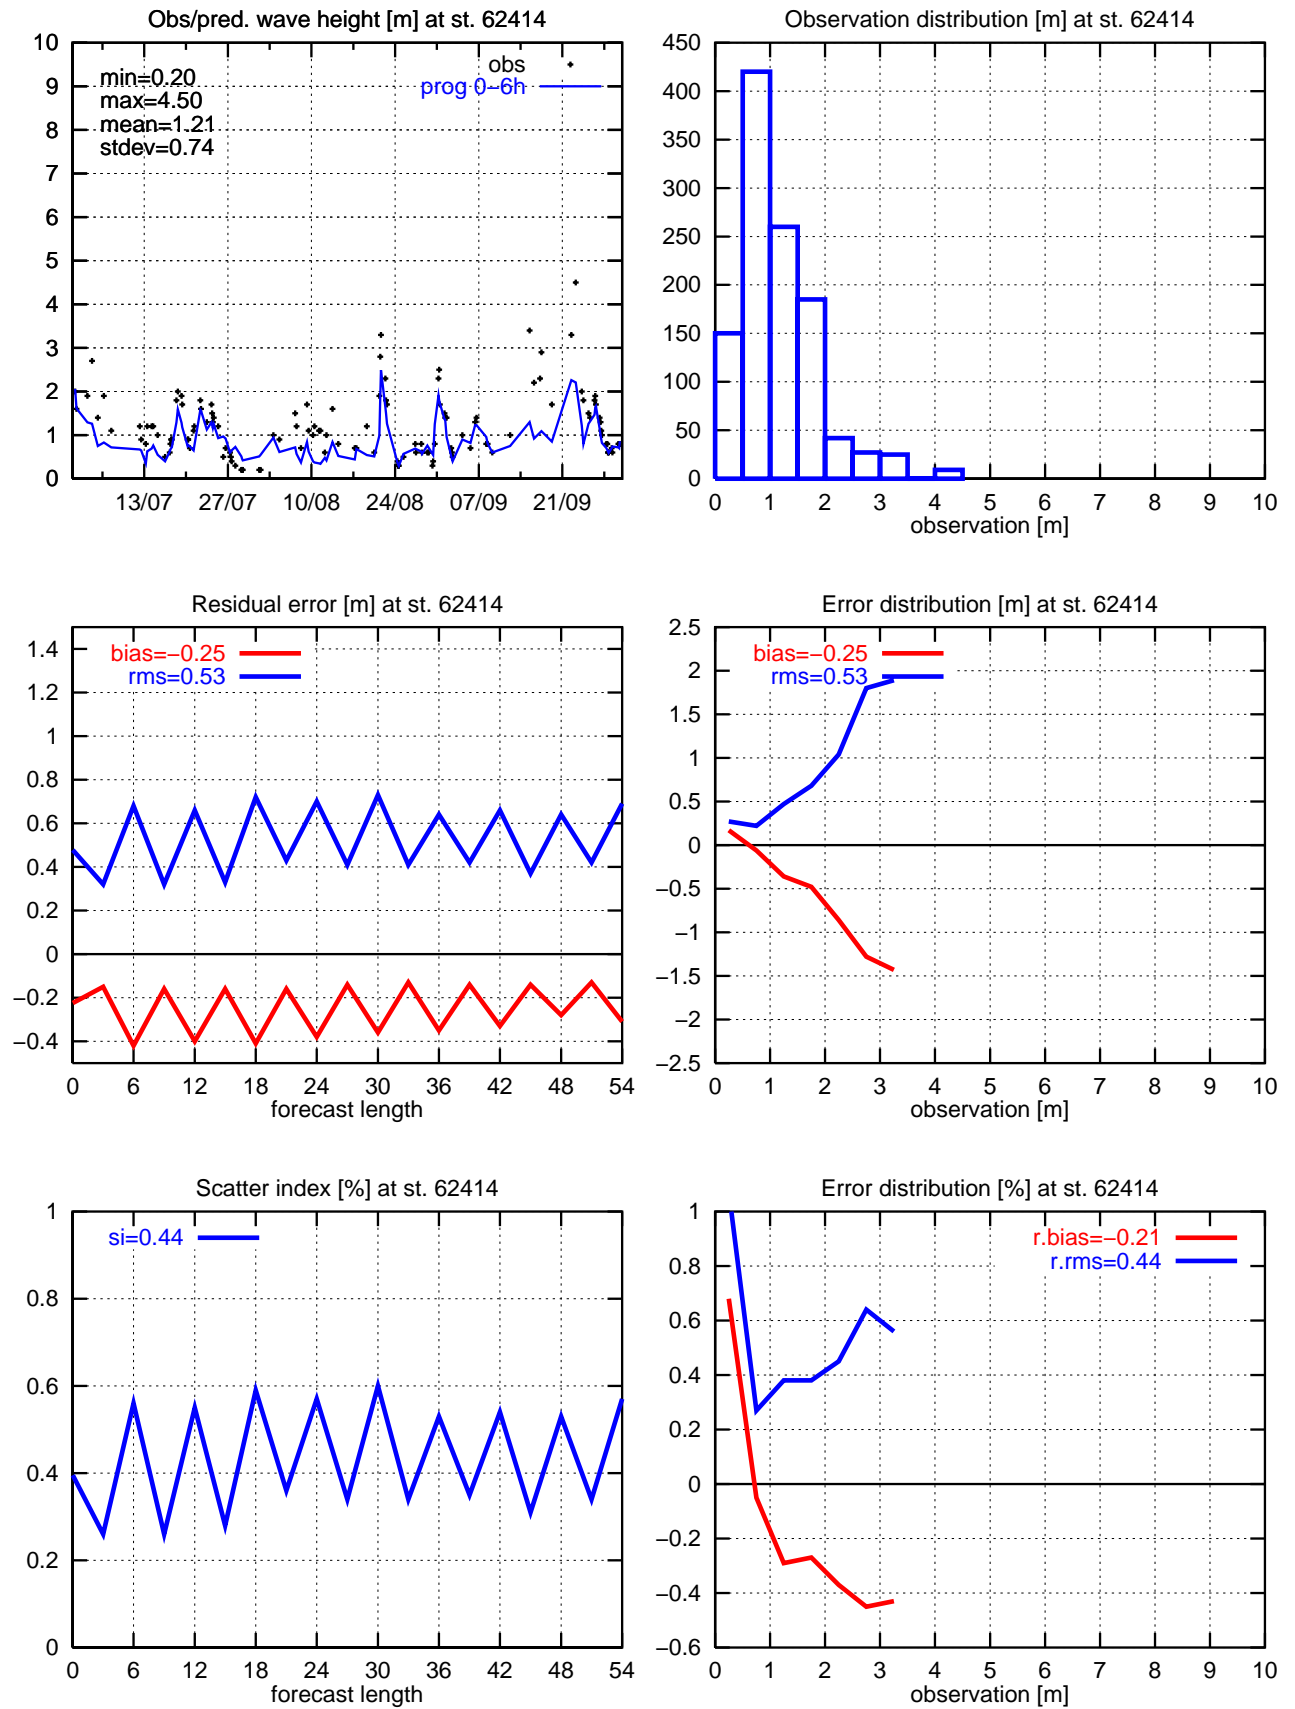 Obs/pred. wave height [m] at st. 62414
10
9
8
7
6
5
4
3
2
1
0
min=0.20
max=4.50
mean=1.21
stdev=0.74
obs
prog 0−6h
13/07 27/07 10/08 24/08 07/09 21/09
Observation distribution [m] at st. 62414
450
400
350
300
250
200
150
100
50
0
0 1 2 3 4 5 6 7 8 9 10
observation [m]
Residual error [m] at st. 62414
1.4
1.2
1
0.8
0.6
0.4
0.2
0
−0.2
−0.4
bias=−0.25
rms=0.53
0 6 12 18 24 30 36 42 48 54
forecast length
Error distribution [m] at st. 62414
2.5
2
1.5
1
0.5
0
−0.5
−1
−1.5
−2
−2.5
bias=−0.25
rms=0.53
0 1 2 3 4 5 6 7 8 9 10
observation [m]
Scatter index [%] at st. 62414
1
0.8
0.6
0.4
0.2
0
si=0.44
0 6 12 18 24 30 36 42 48 54
forecast length
Error distribution [%] at st. 62414
1
0.8
0.6
0.4
0.2
0
−0.2
−0.4
−0.6
r.bias=−0.21
r.rms=0.44
0 1 2 3 4 5 6 7 8 9 10
observation [m]